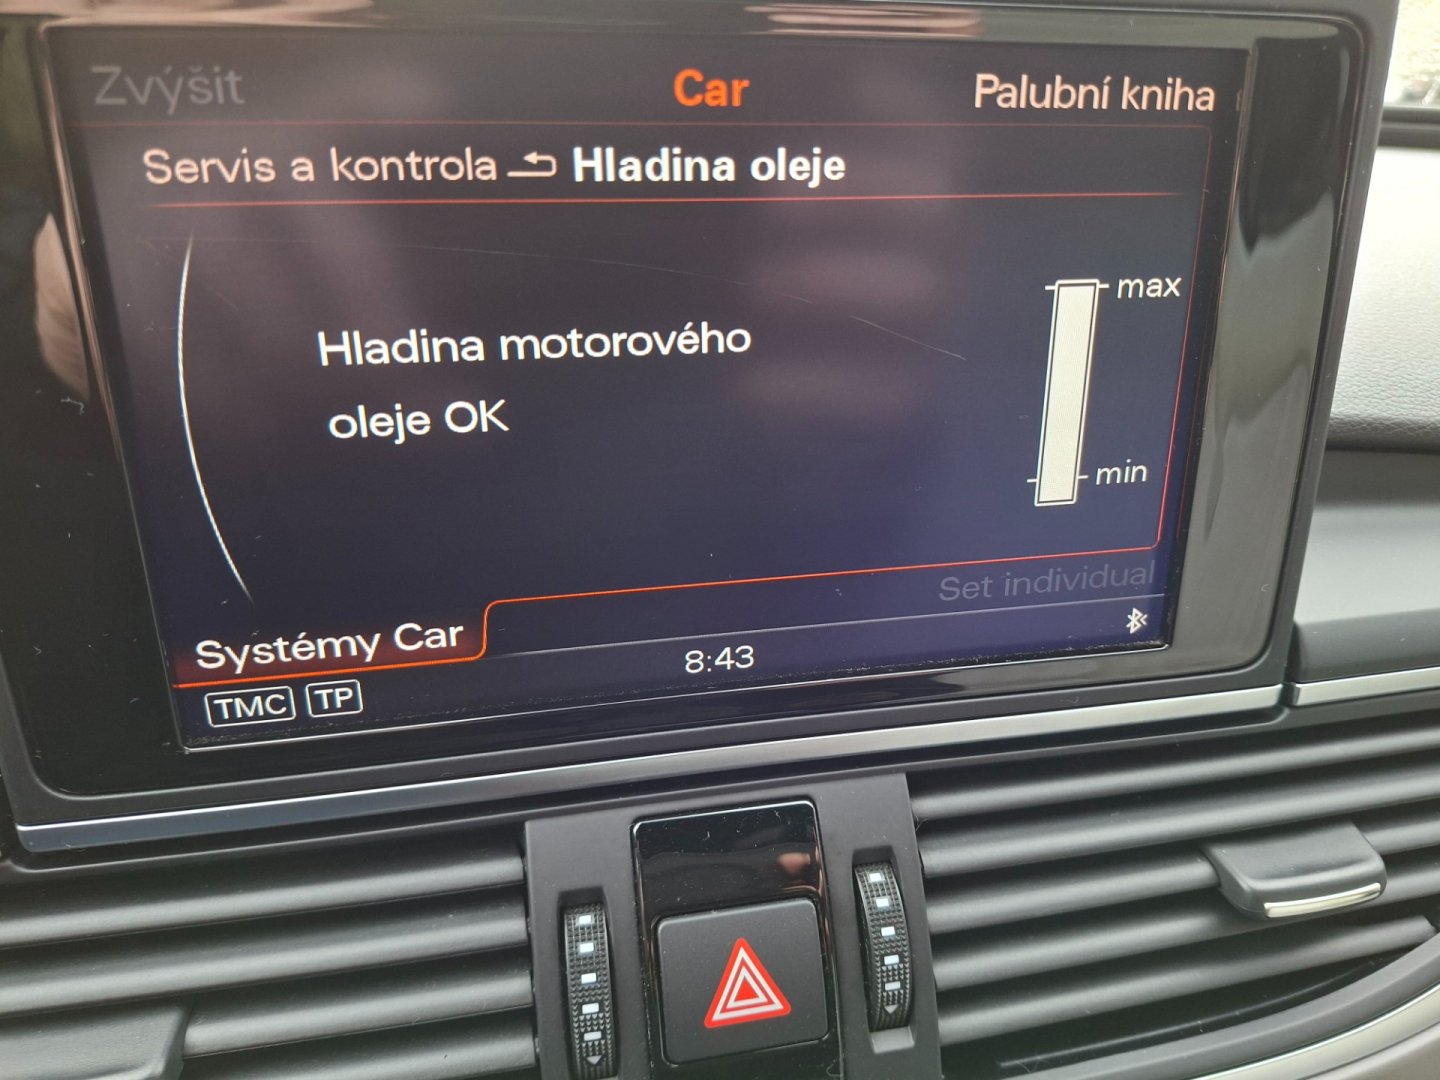 Zvýšit Car Palubní kniha
Servis a kontrola Hladina oleje
max
Hladina motorového
oleje OK
min
Set individual
Systémy Car
8:43
TMC TP